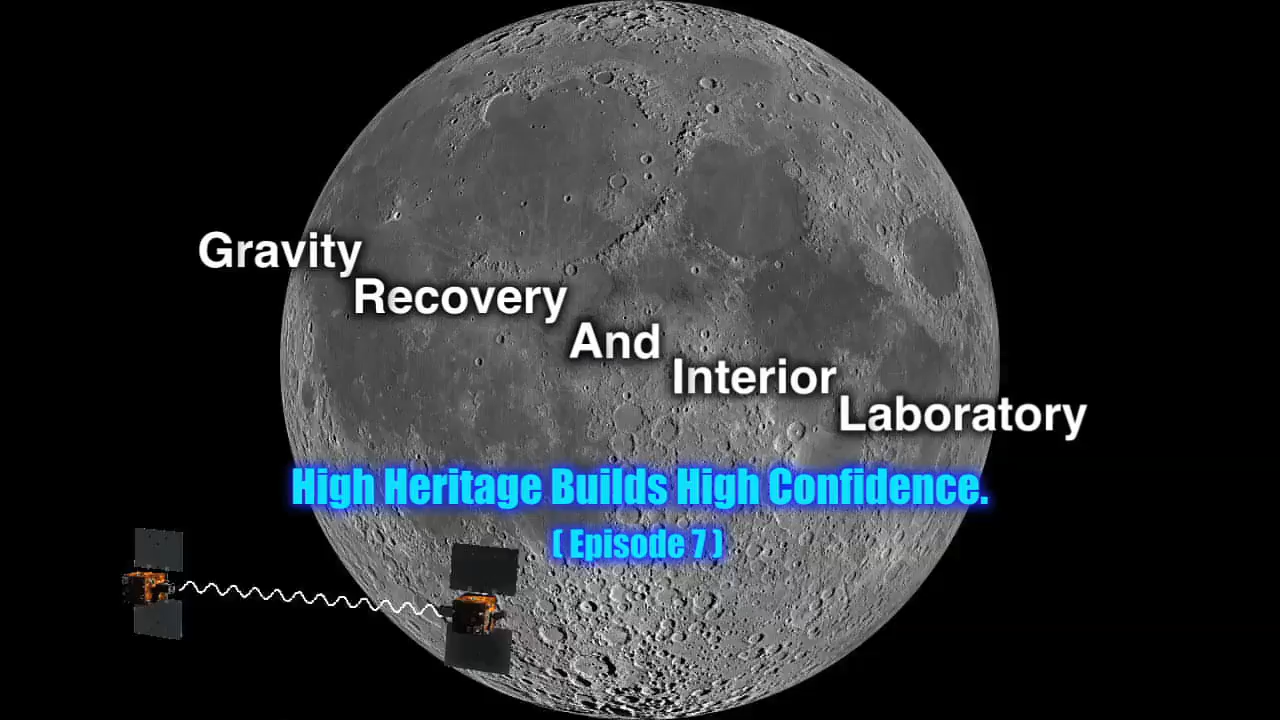 Gravity
Recovery
And
Interior
Laboratory
High Heritage Builds High Confidence.
( Episode 7 )